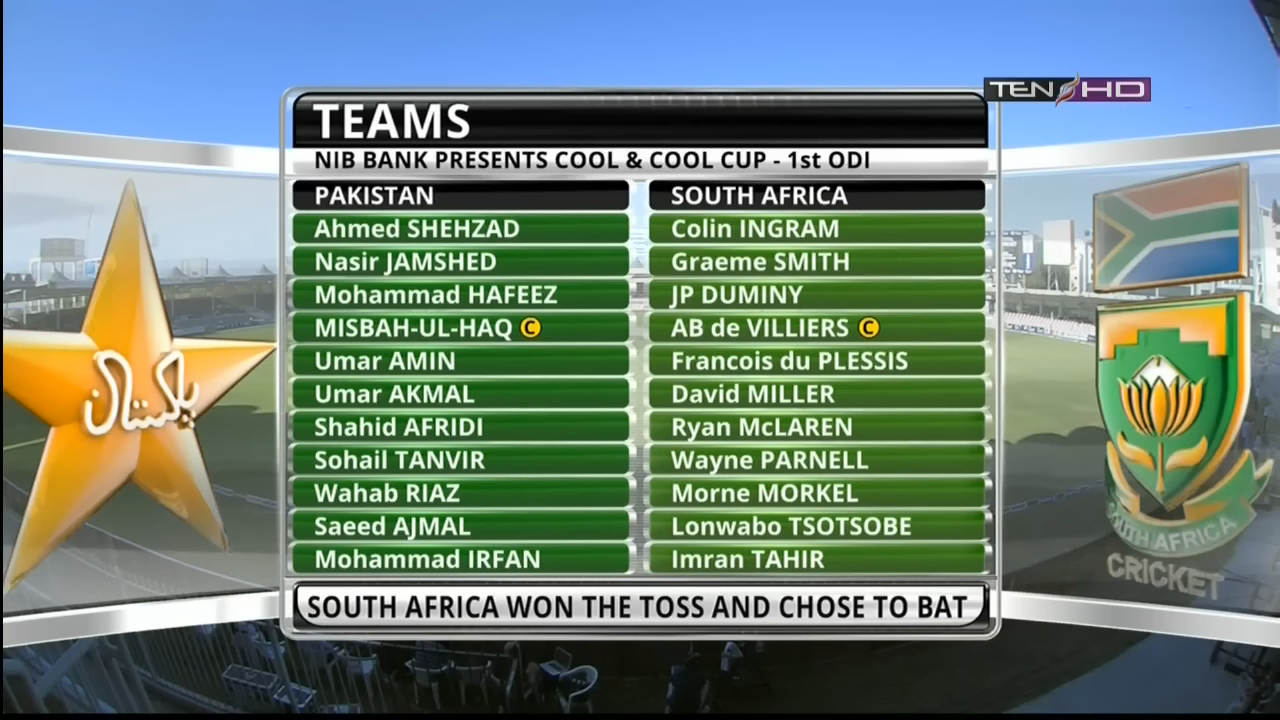 TEN HD
TEAMS
NIB BANK PRESENTS COOL & COOL CUP - 1st ODI
PAKISTAN
Ahmed SHEHZAD
Nasir JAMSHED
Mohammad HAFEEZ
MISBAH-UL-HAQ C
Umar AMIN
Umar AKMAL
Shahid AFRIDI
Sohail TANVIR
Wahab RIAZ
Saeed AJMAL
Mohammad IRFAN
SOUTH AFRICA
Colin INGRAM
Graeme SMITH
JP DUMINY
AB de VILLIERS C
Francois du PLESSIS
David MILLER
Ryan McLAREN
Wayne PARNELL
Morne MORKEL
Lonwabo TSOTSOBE
Imran TAHIR
SOUTH AFRICA WON THE TOSS AND CHOSE TO BAT
پاکستان
SOUTH AFRICA
CRICKET